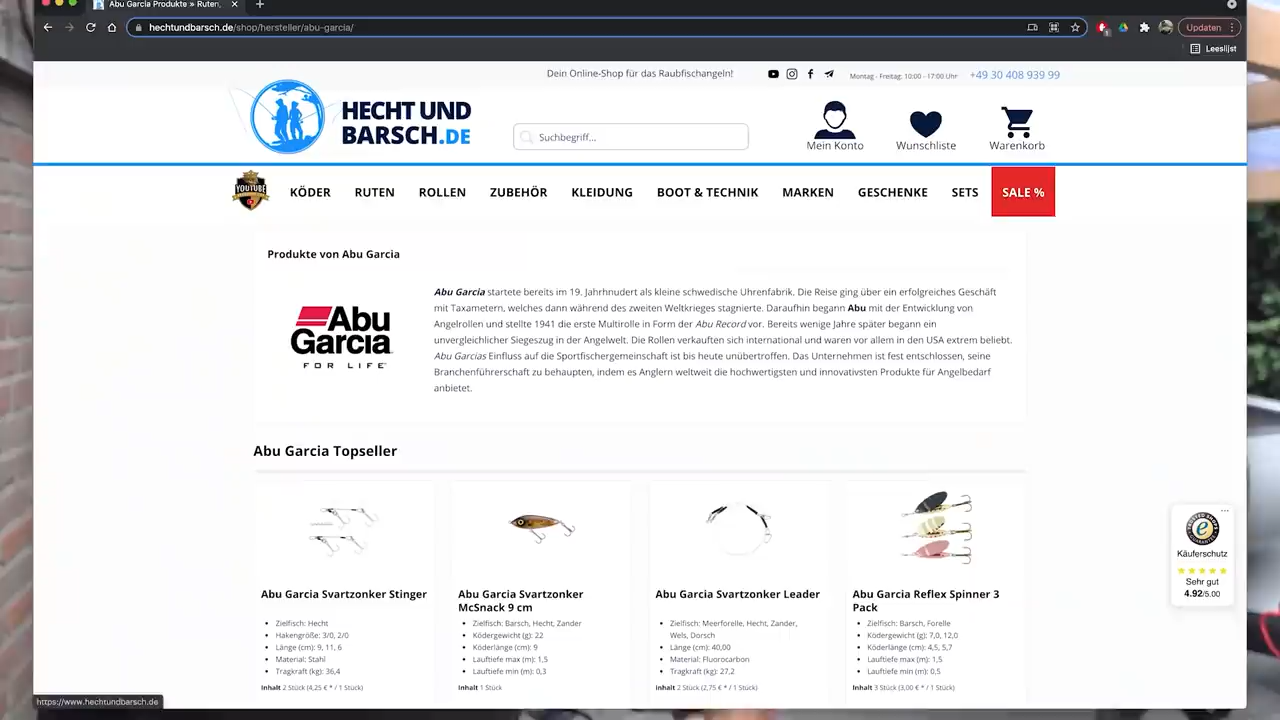 Abu Garcia Produkte » Ruten,
hechtundbarsch.de/shop/hersteller/abu-garcia/
Updaten
Leseliste
Dein Online-Shop für das Raubfischangeln!
Montag - Freitag: 10:00 - 17:00 Uhr
+49 30 408 939 99
HECHT UND
BARSCH.DE
Suchbegriff...
Mein Konto
Wunschliste
Warenkorb
YOUTUBE
KÖDER
RUTEN
ROLLEN
ZUBEHÖR
KLEIDUNG
BOOT & TECHNIK
MARKEN
GESCHENKE
SETS
SALE %
Produkte von Abu Garcia
Abu
Garcia
FOR LIFE
Abu Garcia startete bereits im 19. Jahrhnudert als kleine schwedische Uhrenfabrik. Die Reise ging über ein erfolgreiches Geschäft
mit Taxametern, welches dann während des zweiten Weltkrieges stagnierte. Daraufhin begann Abu mit der Entwicklung von
Angelrollen und stellte 1941 die erste Multirolle in Form der Abu Record vor. Bereits wenige Jahre später begann ein
unvergleichlicher Siegeszug in der Angelwelt. Die Rollen verkauften sich international und waren vor allem in den USA extrem beliebt.
Abu Garcias Einfluss auf die Sportfischergemeinschaft ist bis heute unübertroffen. Das Unternehmen ist fest entschlossen, seine
Branchenführerschaft zu behaupten, indem es Anglern weltweit die hochwertigsten und innovativsten Produkte für Angelbedarf
anbietet.
Abu Garcia Topseller
Abu Garcia Svartzonker Stinger
Zielfisch: Hecht
Hakengröße: 3/0, 2/0
Länge (cm): 9, 11, 6
Material: Stahl
Tragkraft (kg): 36,4
Inhalt 2 Stück (4,25 € * / 1 Stück)
Abu Garcia Svartzonker
McSnack 9 cm
Zielfisch: Barsch, Hecht, Zander
Ködergewicht (g): 22
Köderlänge (cm): 9
Lauftiefe max (m): 1,5
Lauftiefe min (m): 0,3
Inhalt 1 Stück
Abu Garcia Svartzonker Leader
Zielfisch: Meerforelle, Hecht, Zander,
Wels, Dorsch
Länge (cm): 40,00
Material: Fluorocarbon
Tragkraft (kg): 27,2
Inhalt 2 Stück (2,75 € * / 1 Stück)
Abu Garcia Reflex Spinner 3
Pack
Zielfisch: Barsch, Forelle
Ködergewicht (g): 7,0, 12,0
Köderlänge (cm): 4,5, 5,7
Lauftiefe max (m): 1,5
Lauftiefe min (m): 0,5
Inhalt 3 Stück (3,00 € * / 1 Stück)
Käuferschutz
Sehr gut
4.92/5.00
https://www.hechtundbarsch.de